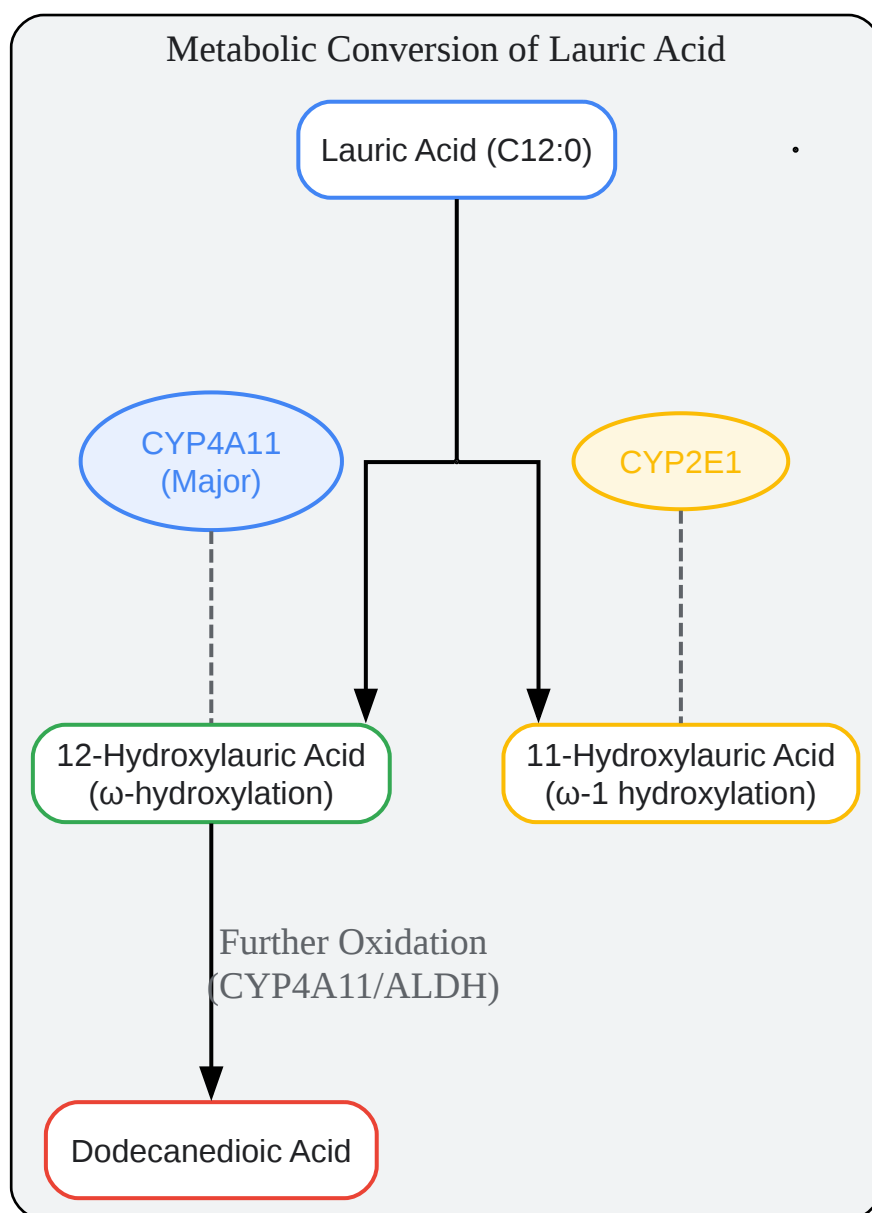 Metabolic Conversion of Lauric Acid
Lauric Acid (C12:0)
CYP4A11
(Major)
CYP2E1
12-Hydroxylauric Acid
(ω-hydroxylation)
11-Hydroxylauric Acid
(ω-1 hydroxylation)
Further Oxidation
(CYP4A11/ALDH)
Dodecanedioic Acid